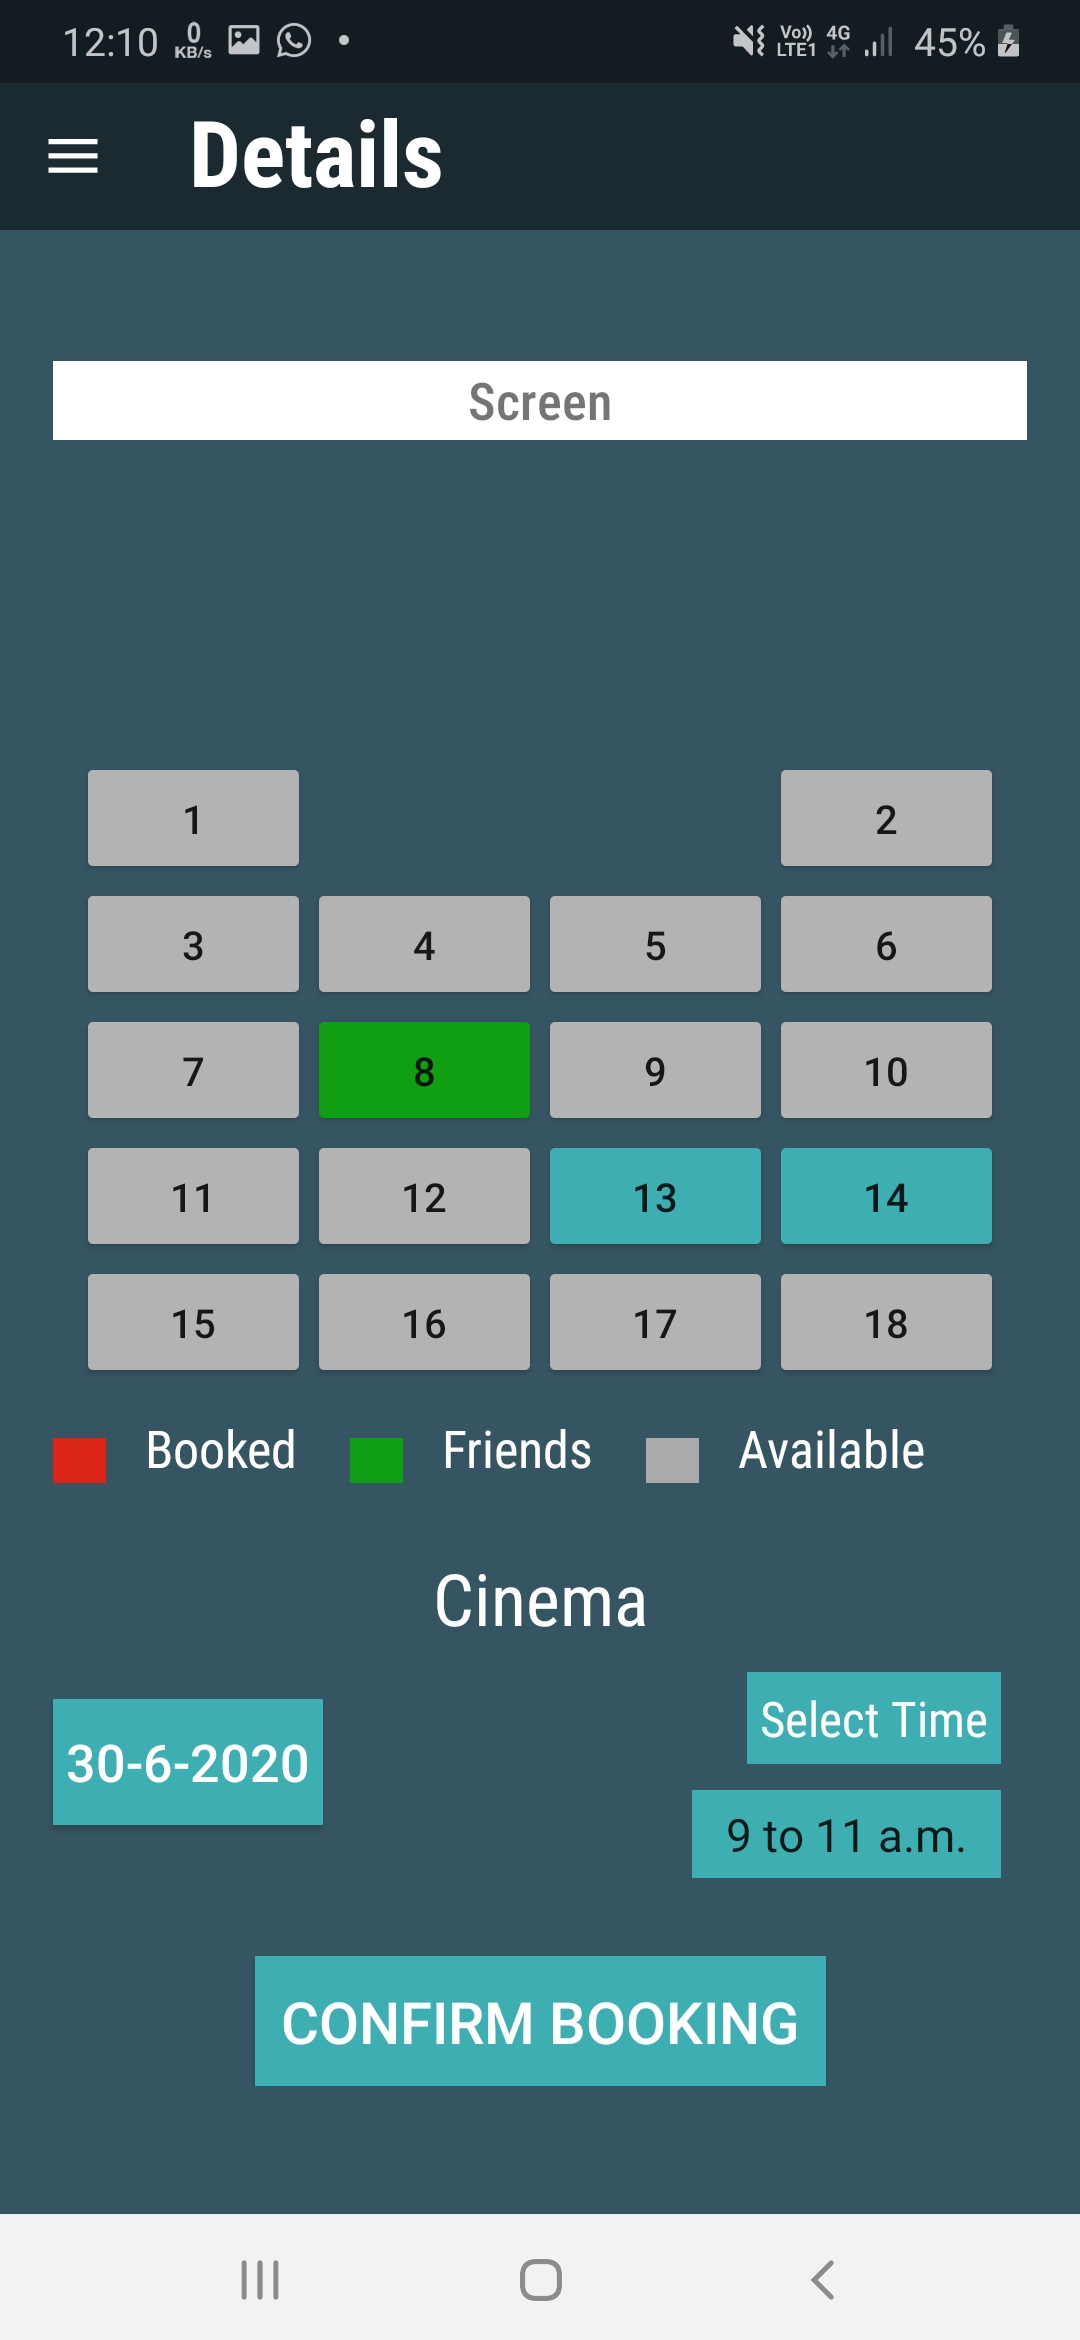 12:10 0 KB/s Vo)) LTE1 4G 45%
Details
Screen
1 2
3 4 5 6
7 8 9 10
11 12 13 14
15 16 17 18
Booked Friends Available
Cinema
Select Time
30-6-2020
9 to 11 a.m.
CONFIRM BOOKING